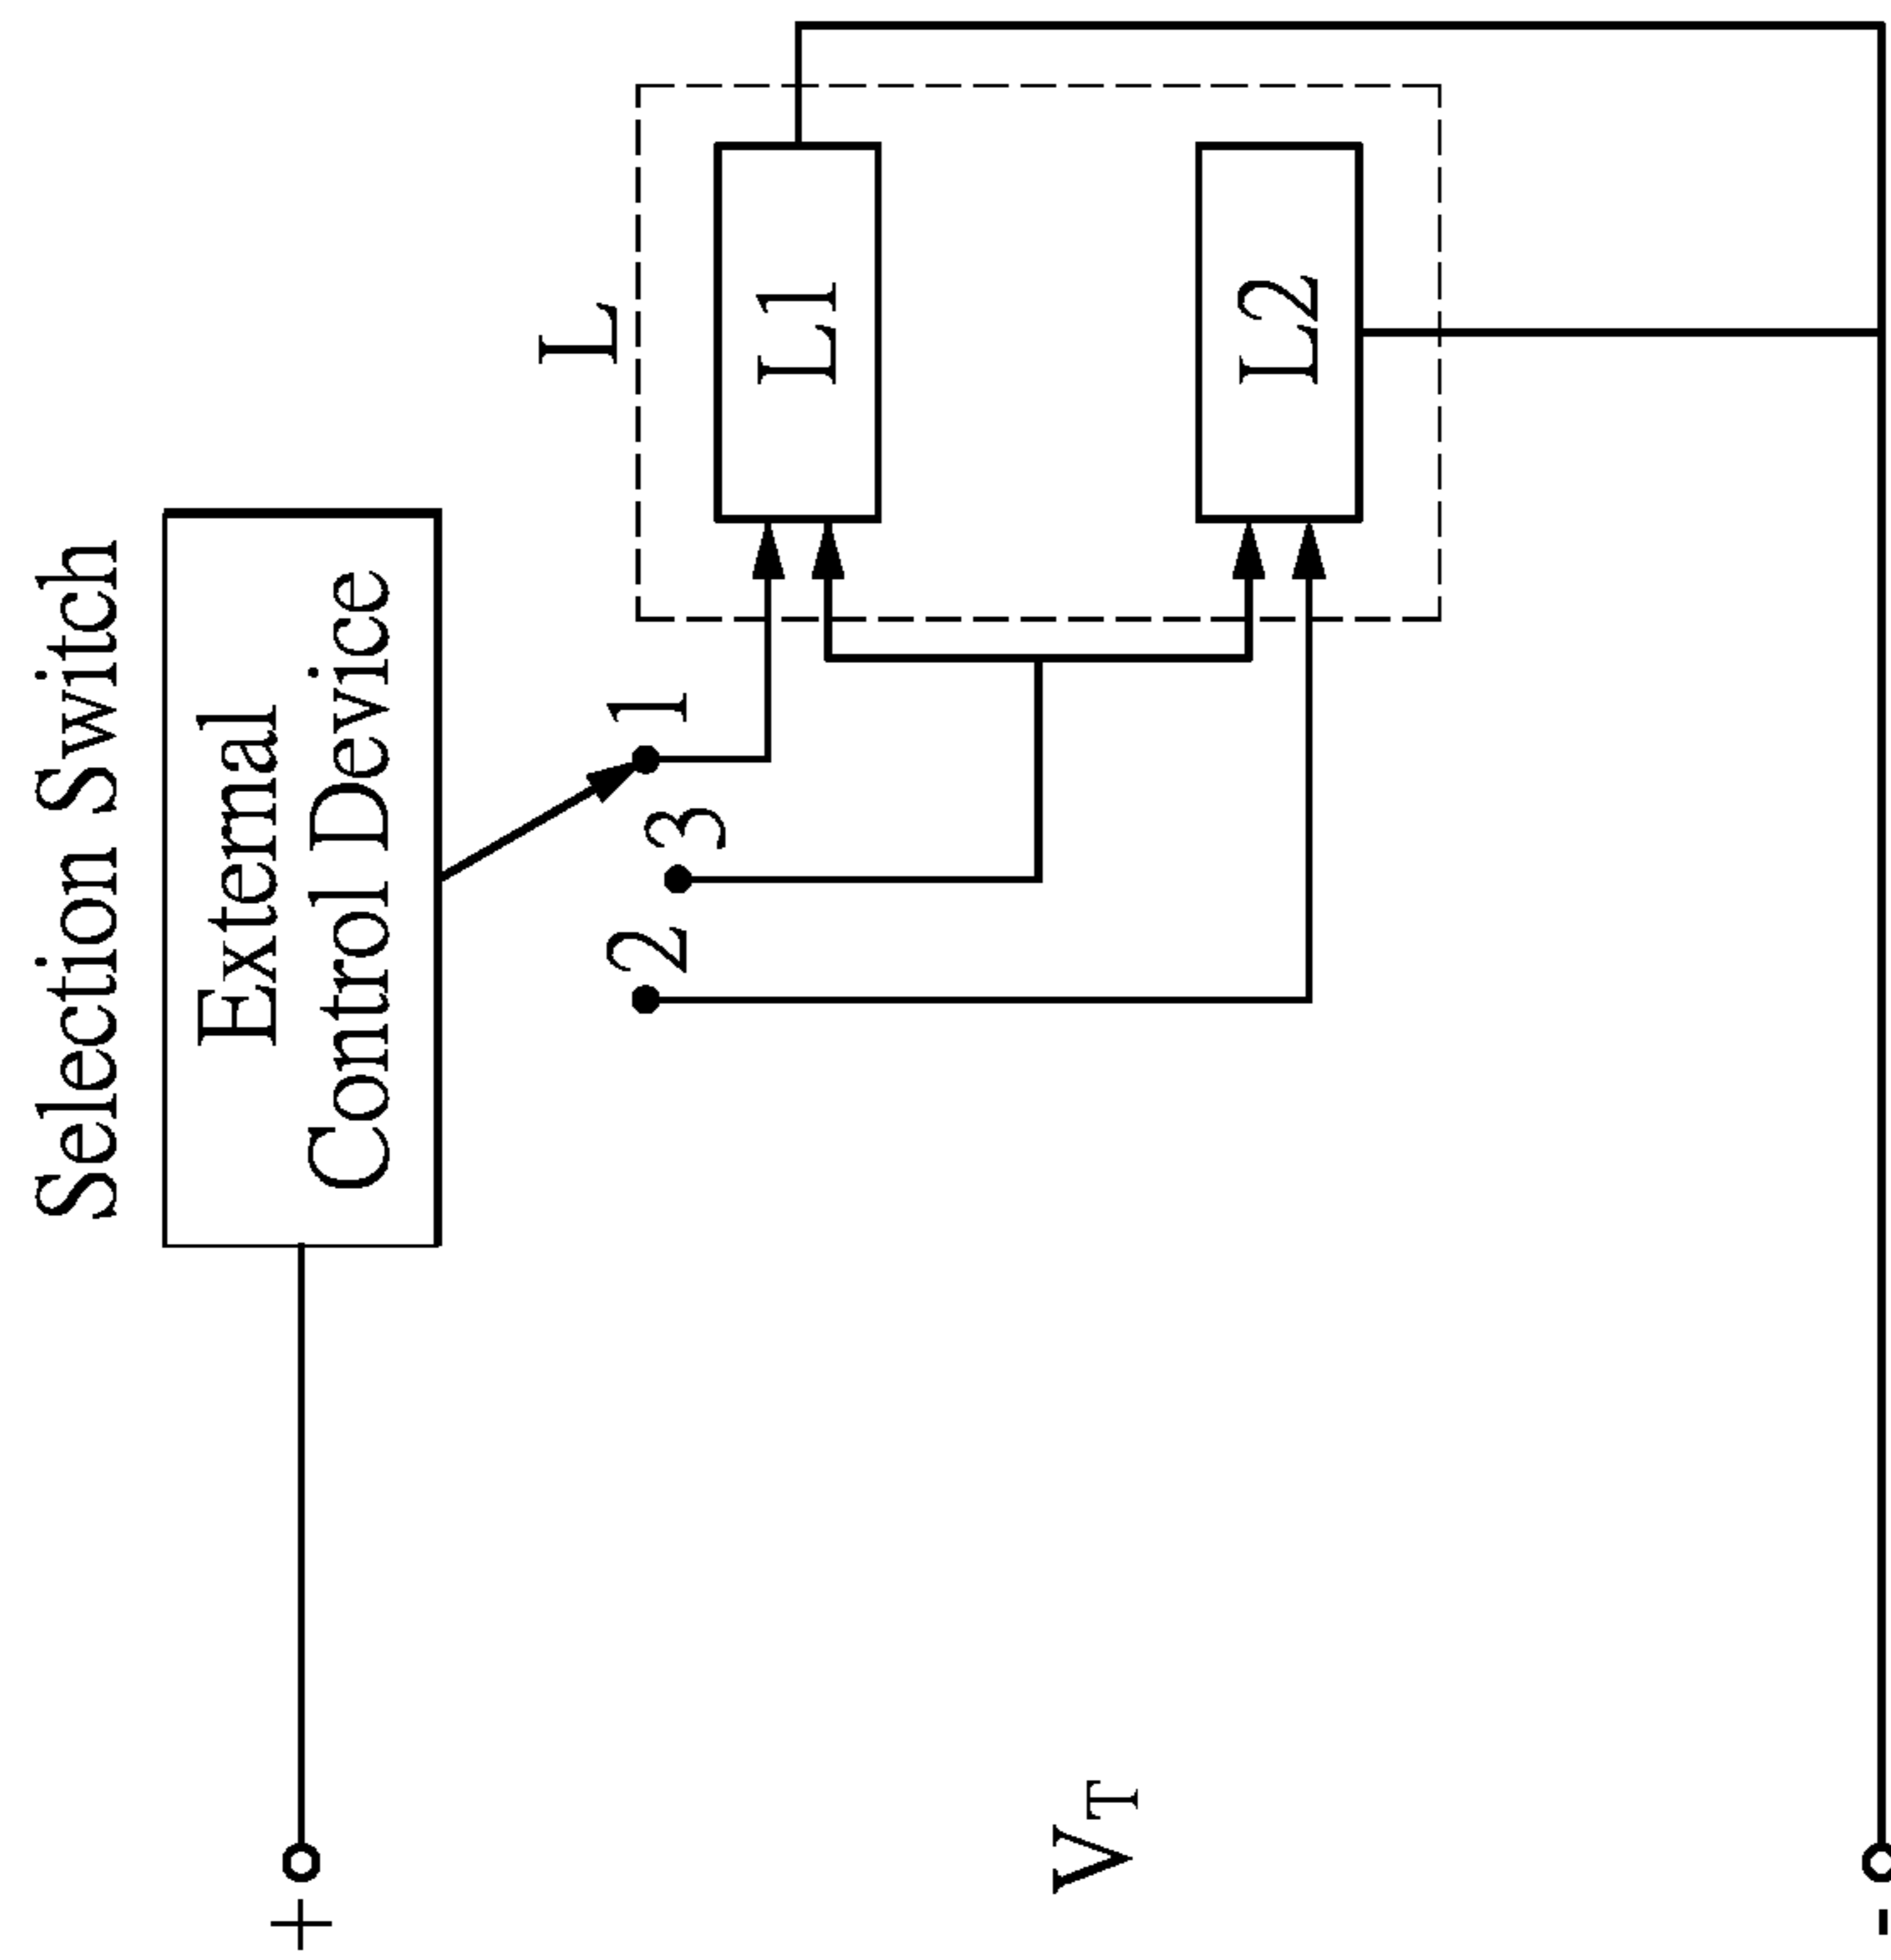 Selection Switch
External
Control Device
L
1
3
2
L1
L2
+
V_T
-